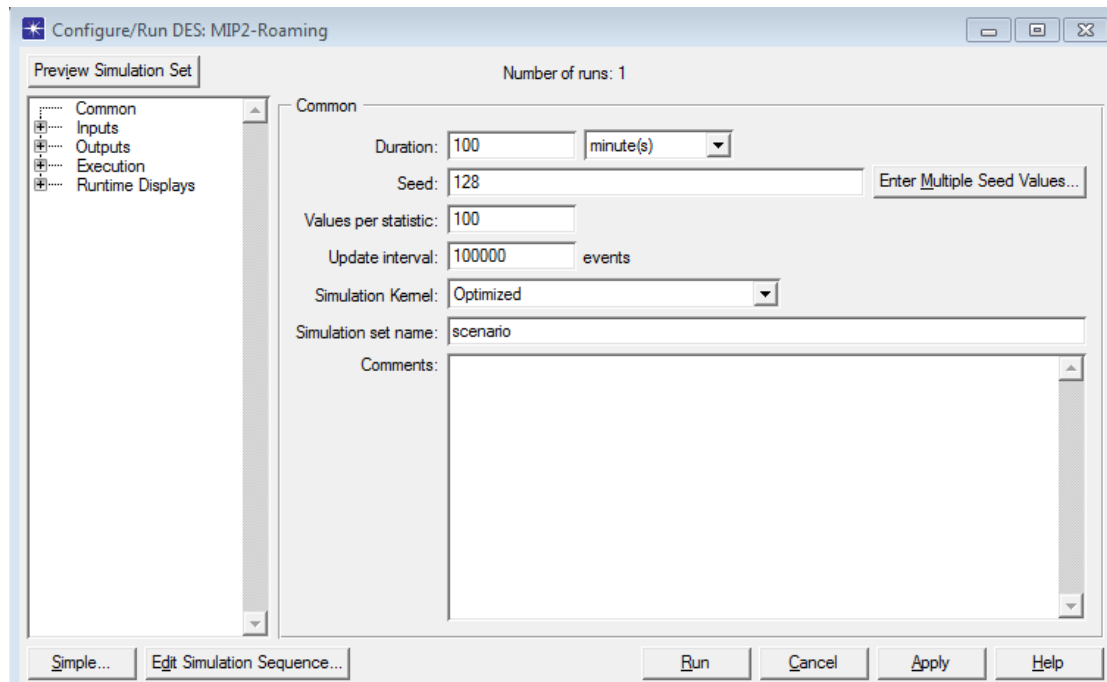 Configure/Run DES: MIP2-Roaming
Preview Simulation Set
Number of runs: 1
Common
Inputs
Outputs
Execution
Runtime Displays
Common
Duration: 100 minute(s)
Seed: 128 Enter Multiple Seed Values...
Values per statistic: 100
Update interval: 100000 events
Simulation Kernel: Optimized
Simulation set name: scenario
Comments:
Simple... Edit Simulation Sequence... Run Cancel Apply Help